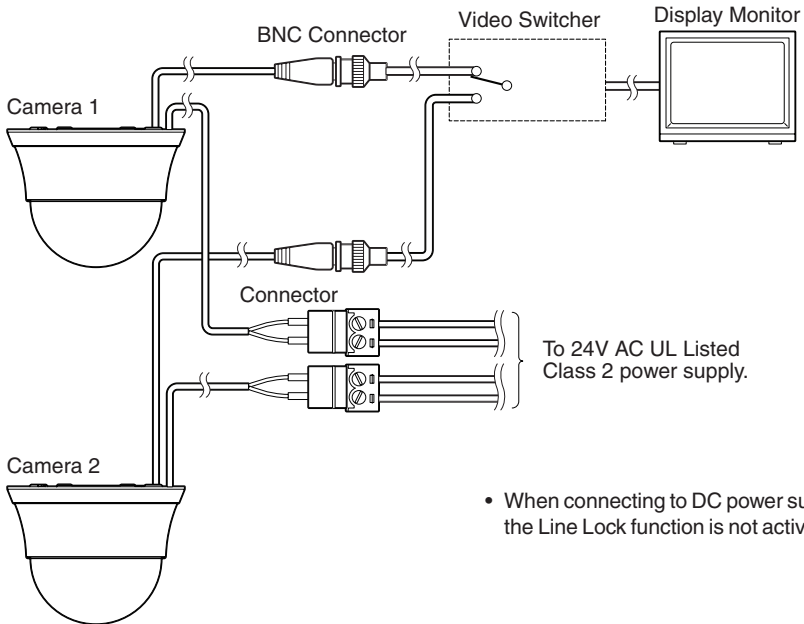 BNC Connector
Video Switcher
Display Monitor
Camera 1
Connector
To 24V AC UL Listed
Class 2 power supply.
Camera 2
• When connecting to DC power su
the Line Lock function is not activ